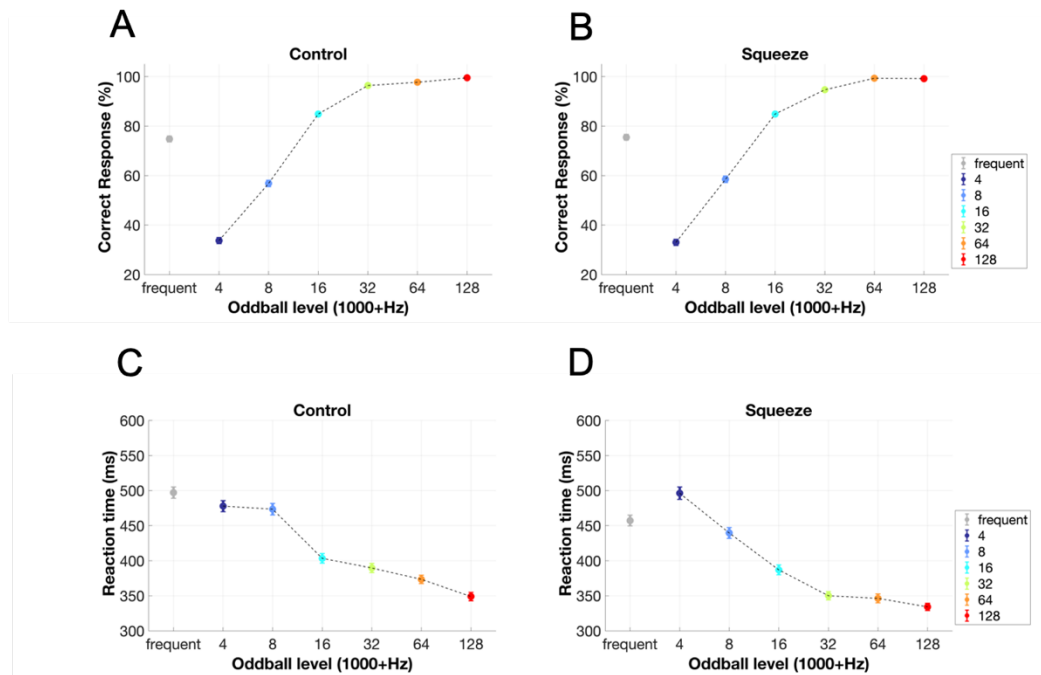 A
Control
Correct Response (%)
100
80
60
40
20
frequent 4 8 16 32 64 128
Oddball level (1000+Hz)
B
Squeeze
Correct Response (%)
100
80
60
40
20
frequent 4 8 16 32 64 128
Oddball level (1000+Hz)
frequent
4
8
16
32
64
128
C
Control
Reaction time (ms)
600
550
500
450
400
350
300
frequent 4 8 16 32 64 128
Oddball level (1000+Hz)
D
Squeeze
Reaction time (ms)
600
550
500
450
400
350
300
frequent 4 8 16 32 64 128
Oddball level (1000+Hz)
frequent
4
8
16
32
64
128